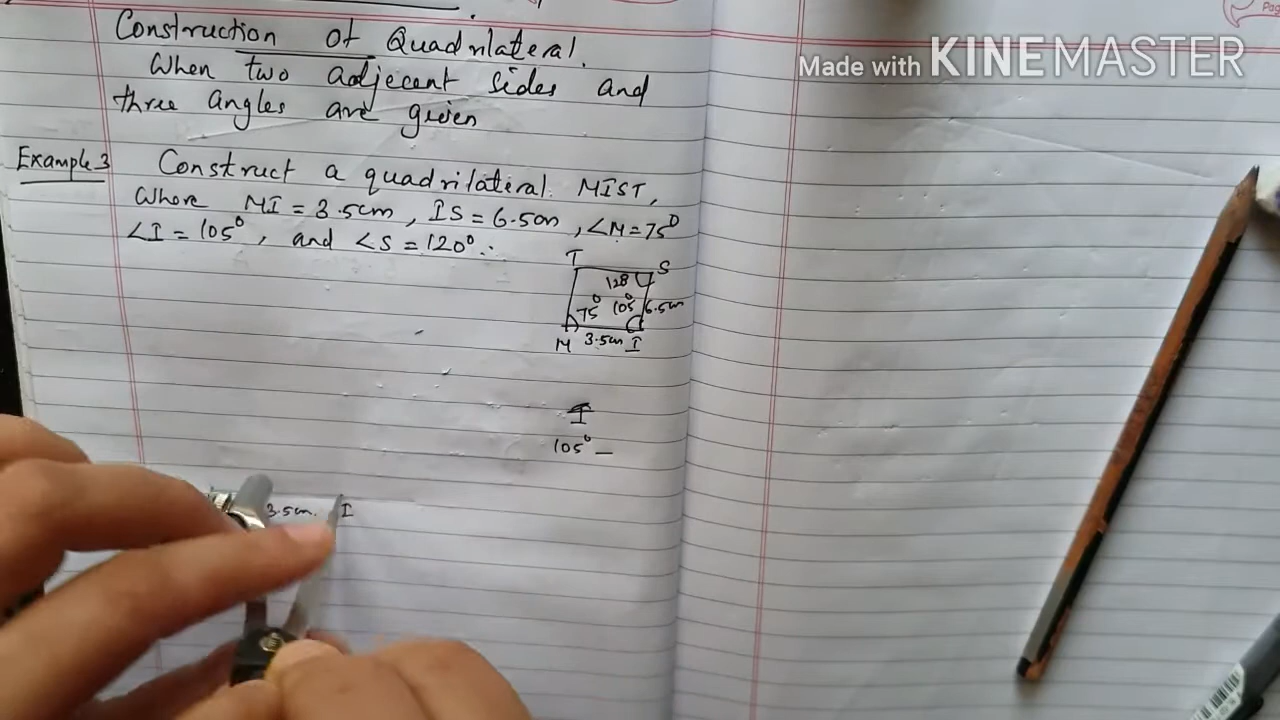 Made with KINEMASTER
Construction of Quadrilateral.
When two adjecent sides and
three angles are given
Example 3 Construct a quadrilateral. MIST,
Where MI = 3.5cm, IS = 6.5cm, ∠M = 75°
∠I = 105°, and ∠S = 120°.
T S
120
75° 105° 6.5cm
M 3.5cm I
I
105° –
3.5cm. I